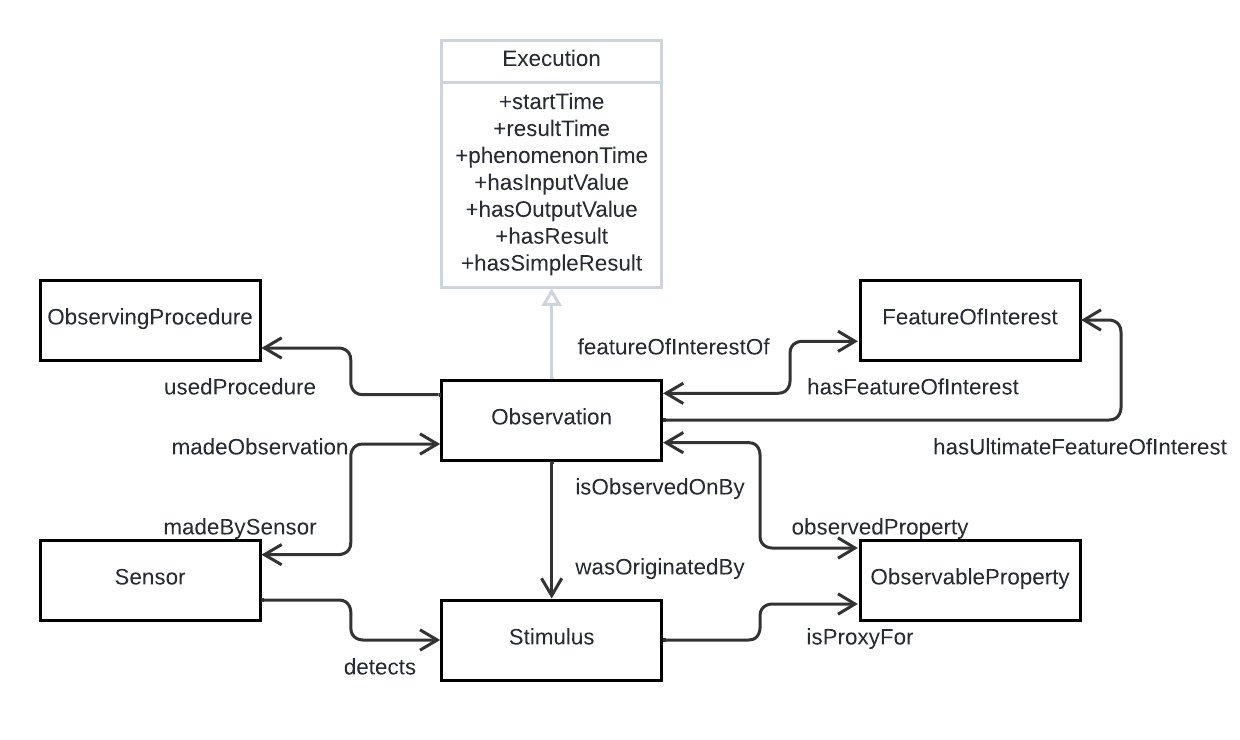 Execution
+startTime
+resultTime
+phenomenonTime
+hasInputValue
+hasOutputValue
+hasResult
+hasSimpleResult
ObservingProcedure
FeatureOfInterest
featureOfInterestOf
usedProcedure
hasFeatureOfInterest
Observation
madeObservation
hasUltimateFeatureOfInterest
isObservedOnBy
madeBySensor
observedProperty
wasOriginatedBy
Sensor
ObservableProperty
Stimulus
isProxyFor
detects